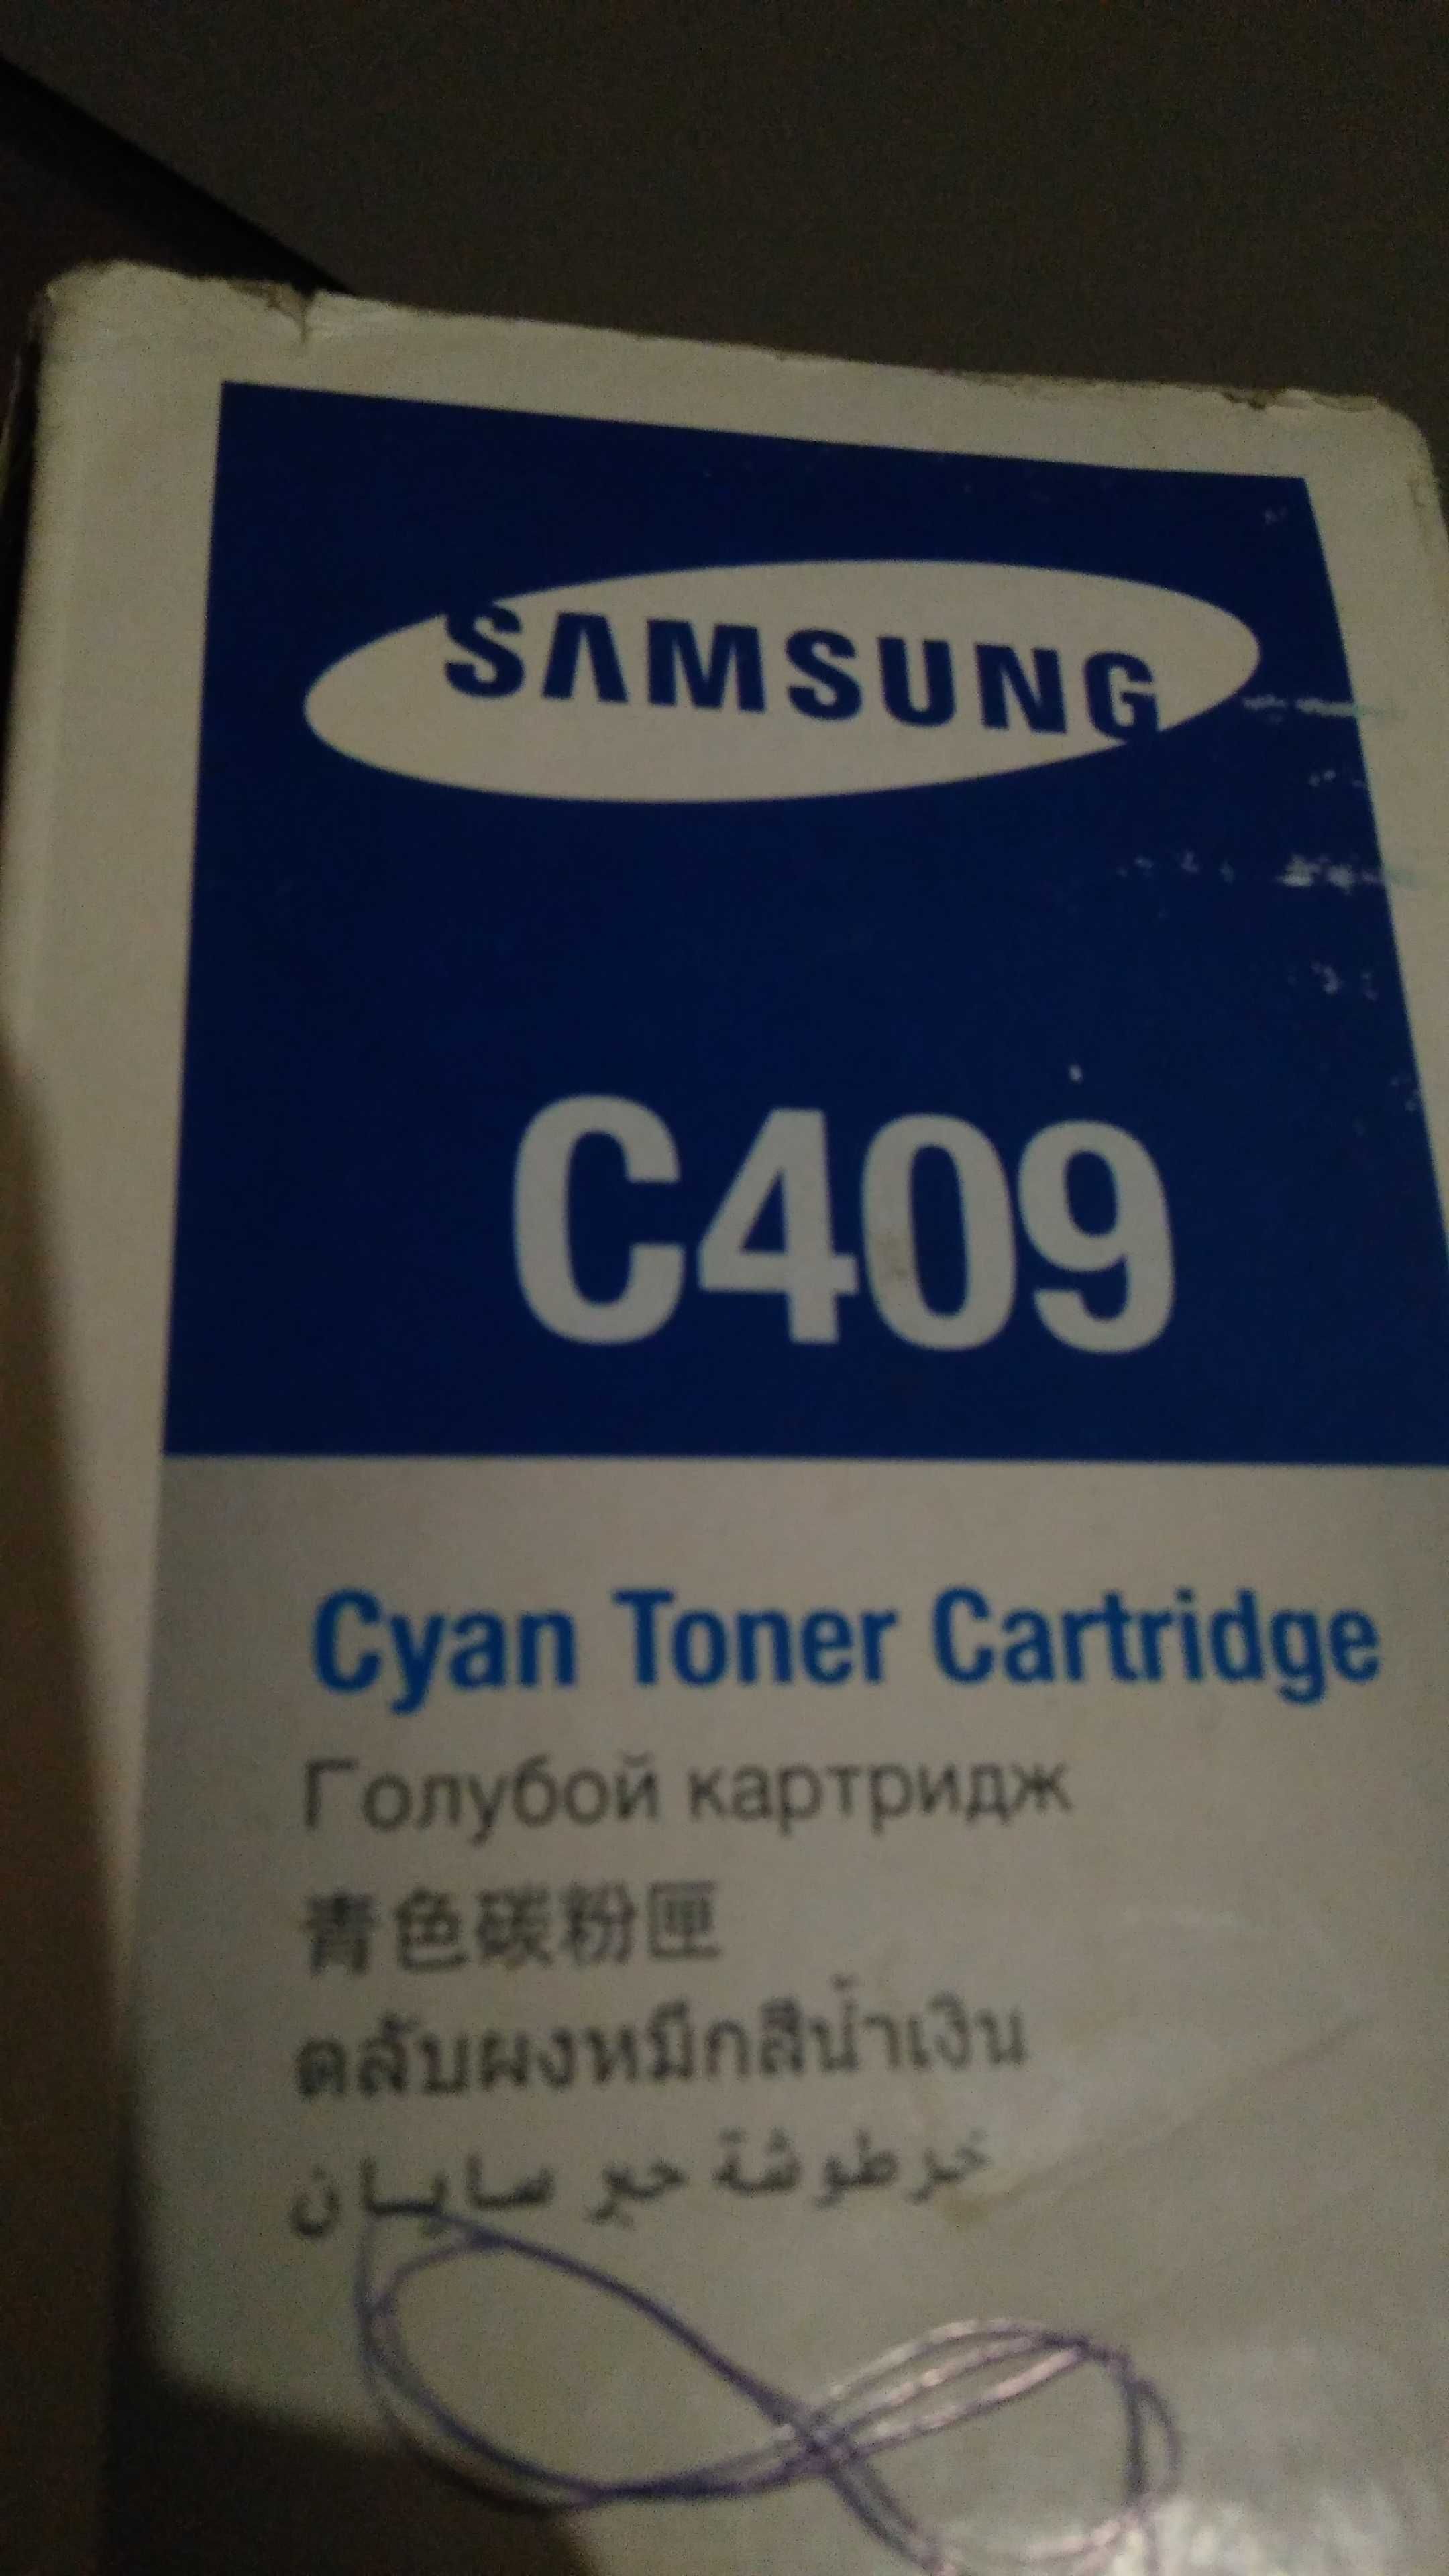 SAMSUNG
C409
Cyan Toner Cartridge
Голубой картридж
青色碳粉匣
ตลับผงหมึกสีน้ำเงิน
خرطوشة حبر سايان